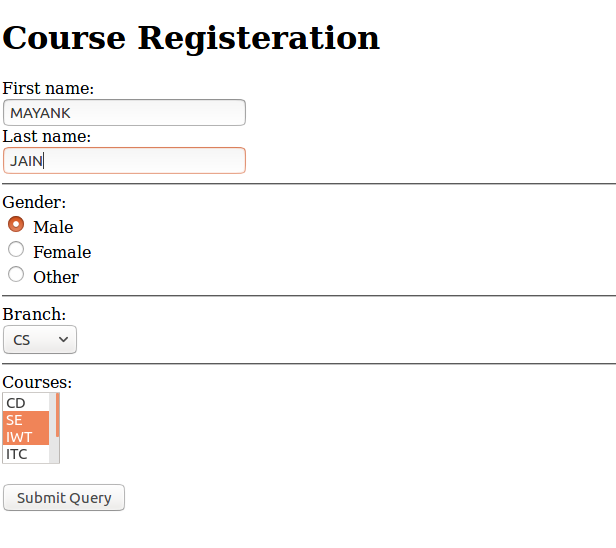 Course Registeration
First name:
MAYANK
Last name:
JAIN
Gender:
Male
Female
Other
Branch:
CS
Courses:
CD
SE
IWT
ITC
Submit Query